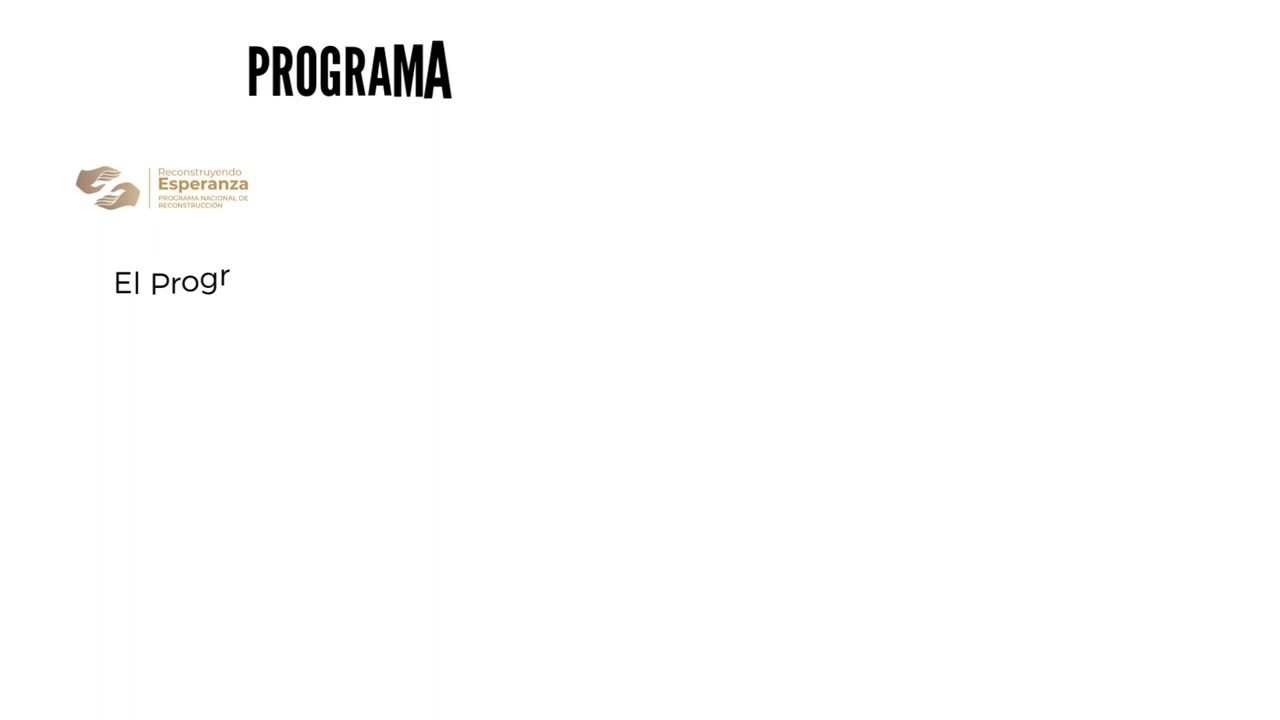 PROGRAMA
Reconstruyendo
Esperanza
PROGRAMA NACIONAL DE
RECONSTRUCCIÓN
El Progr